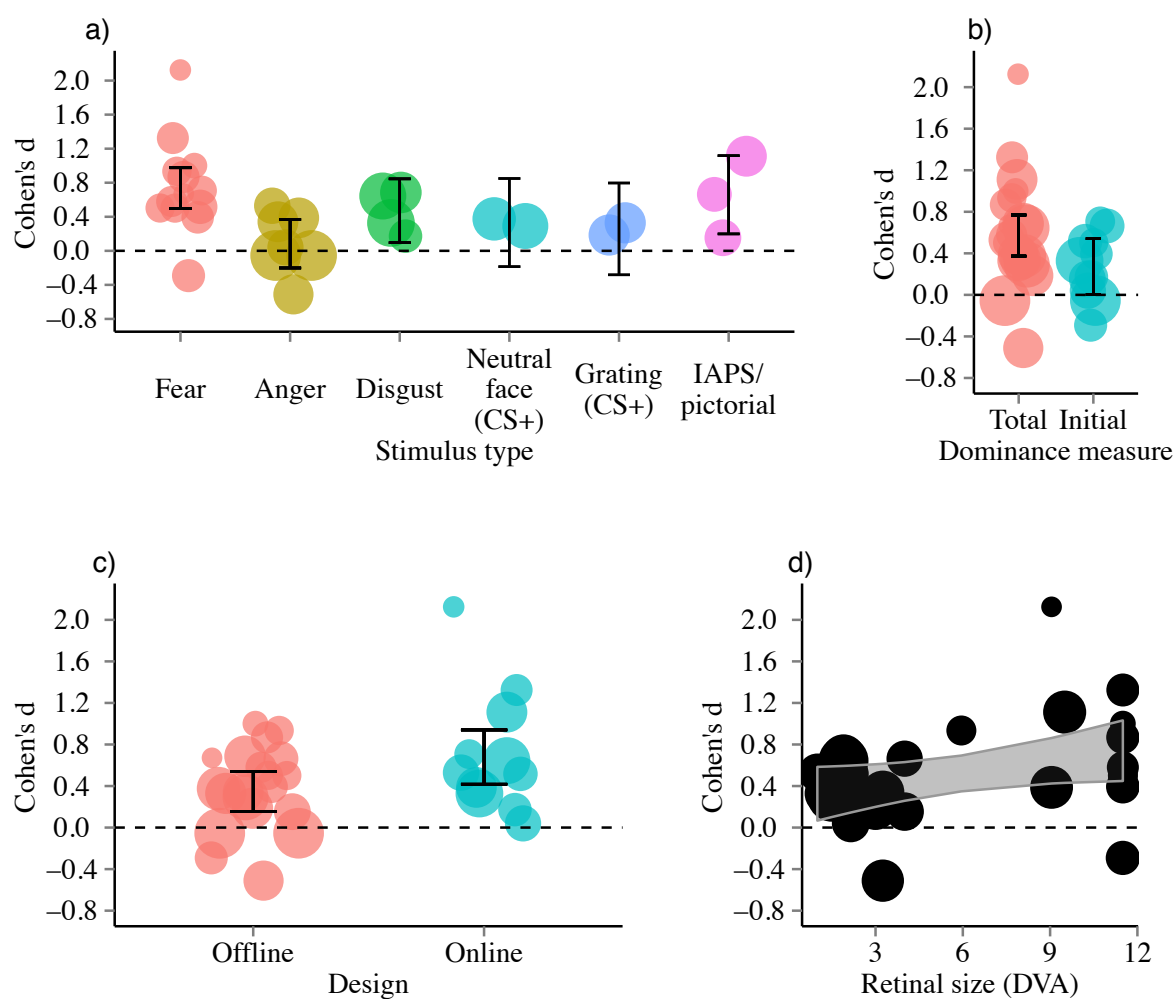 a)
Cohen's d
2.0
1.6
1.2
0.8
0.4
0.0
–0.4
–0.8
Fear
Anger
Disgust
Neutral
face
(CS+)
Grating
(CS+)
IAPS/
pictorial
Stimulus type
b)
Cohen's d
2.0
1.6
1.2
0.8
0.4
0.0
–0.4
–0.8
Total Initial
Dominance measure
c)
Cohen's d
2.0
1.6
1.2
0.8
0.4
0.0
–0.4
–0.8
Offline
Online
Design
d)
Cohen's d
2.0
1.6
1.2
0.8
0.4
0.0
–0.4
–0.8
3 6 9 12
Retinal size (DVA)